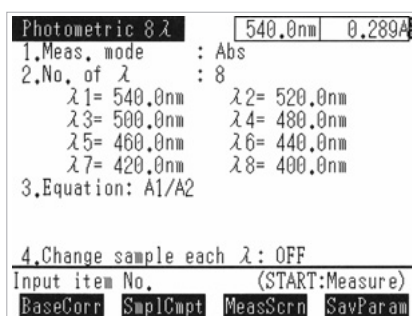 Photometric 8λ 540.0nm 0.289A
1.Meas. mode : Abs
2.No. of λ : 8
λ1= 540.0nm λ2= 520.0nm
λ3= 500.0nm λ4= 480.0nm
λ5= 460.0nm λ6= 440.0nm
λ7= 420.0nm λ8= 400.0nm
3.Equation: A1/A2
4.Change sample each λ: OFF
Input item No. (START:Measure)
BaseCorr SmplCmpt MeasScrn SavParam